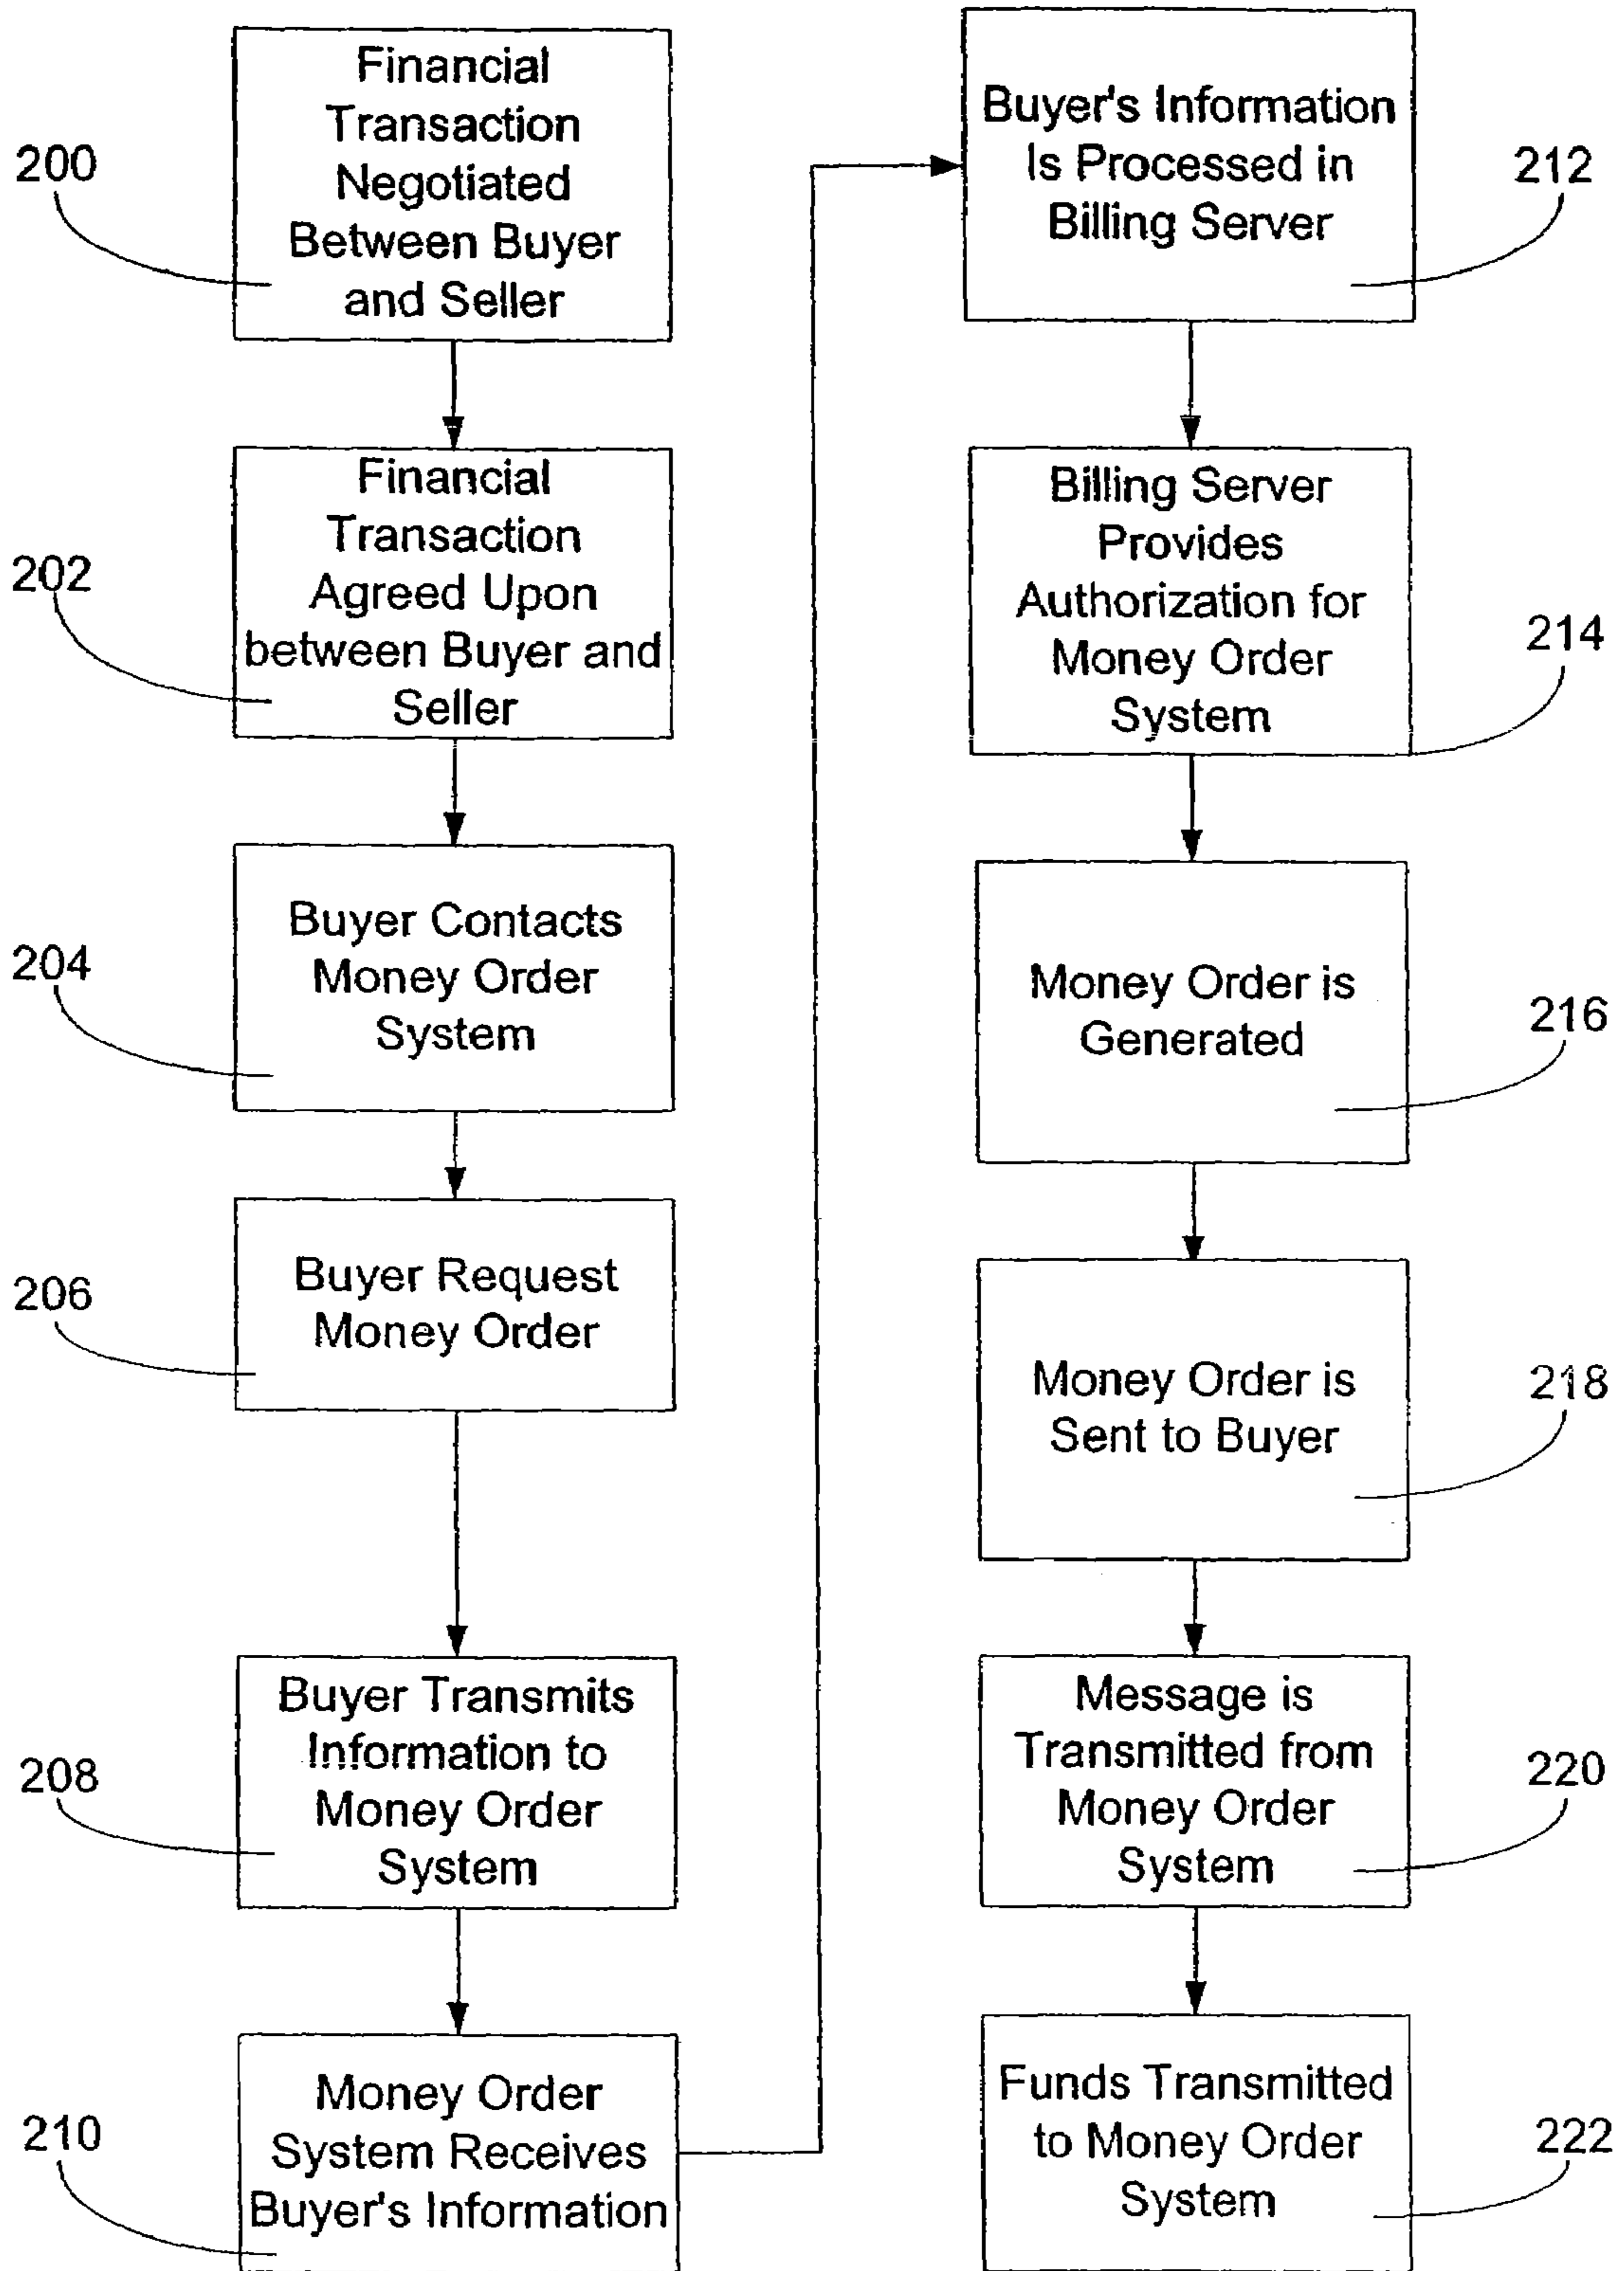 200
Financial
Transaction
Negotiated
Between Buyer
and Seller
202
Financial
Transaction
Agreed Upon
between Buyer and
Seller
204
Buyer Contacts
Money Order
System
206
Buyer Request
Money Order
208
Buyer Transmits
Information to
Money Order
System
210
Money Order
System Receives
Buyer's Information
Buyer's Information
Is Processed in
Billing Server
212
Billing Server
Provides
Authorization for
Money Order
System
214
Money Order is
Generated
216
Money Order is
Sent to Buyer
218
Message is
Transmitted from
Money Order
System
220
Funds Transmitted
to Money Order
System
222